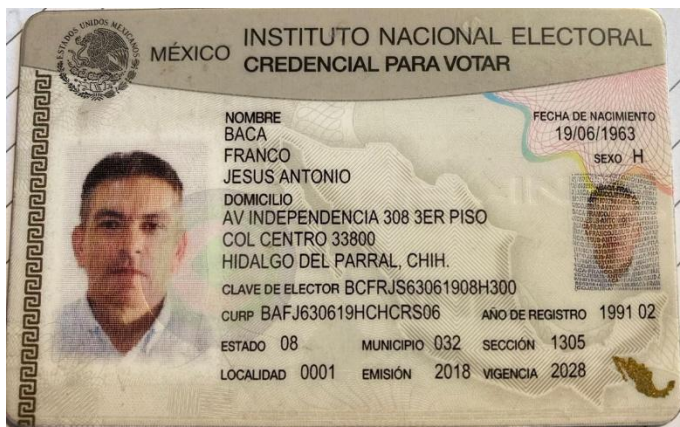 ESTADOS UNIDOS MEXICANOS
MÉXICO INSTITUTO NACIONAL ELECTORAL
CREDENCIAL PARA VOTAR
NOMBRE
BACA
FRANCO
JESUS ANTONIO
FECHA DE NACIMIENTO
19/06/1963
SEXO H
DOMICILIO
AV INDEPENDENCIA 308 3ER PISO
COL CENTRO 33800
HIDALGO DEL PARRAL, CHIH.
CLAVE DE ELECTOR BCFRJS63061908H300
CURP BAFJ630619HCHCRS06 AÑO DE REGISTRO 1991 02
ESTADO 08 MUNICIPIO 032 SECCIÓN 1305
LOCALIDAD 0001 EMISIÓN 2018 VIGENCIA 2028